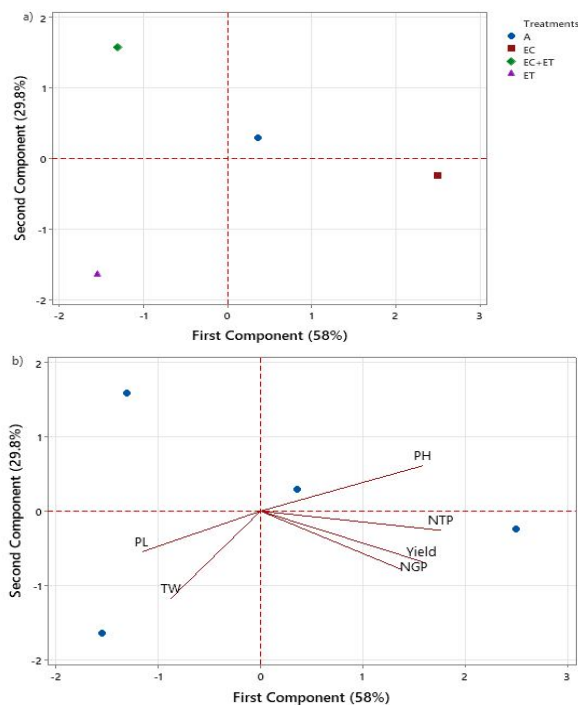 a)
Treatments
A
EC
EC+ET
ET
Second Component (29.8%)
2
1
0
-1
-2
-2
-1
0
1
2
3
First Component (58%)
b)
Second Component (29.8%)
2
1
0
-1
-2
PH
NTP
Yield
NGP
PL
TW
-2
-1
0
1
2
3
First Component (58%)